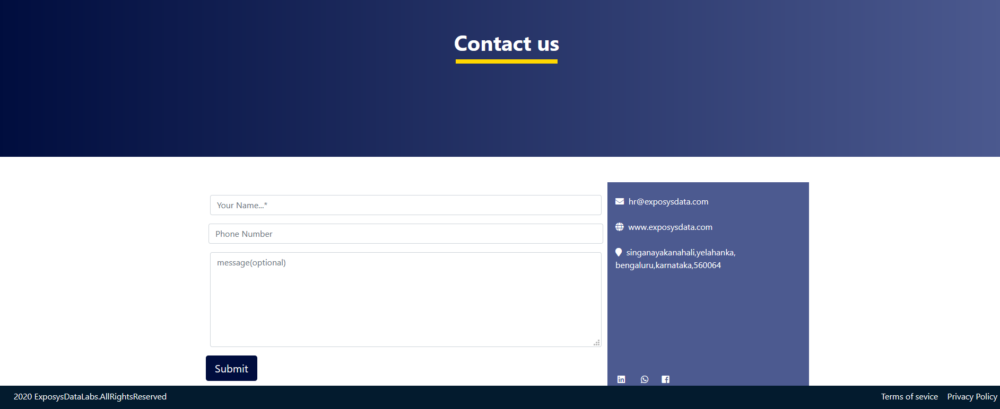 Contact us
Your Name...*
Phone Number
message(optional)
Submit
hr@exposysdata.com
www.exposysdata.com
singanayakanahali,yelahanka,
bengaluru,karnataka,560064
2020 ExposysDataLabs.AllRightsReserved
Terms of sevice
Privacy Policy